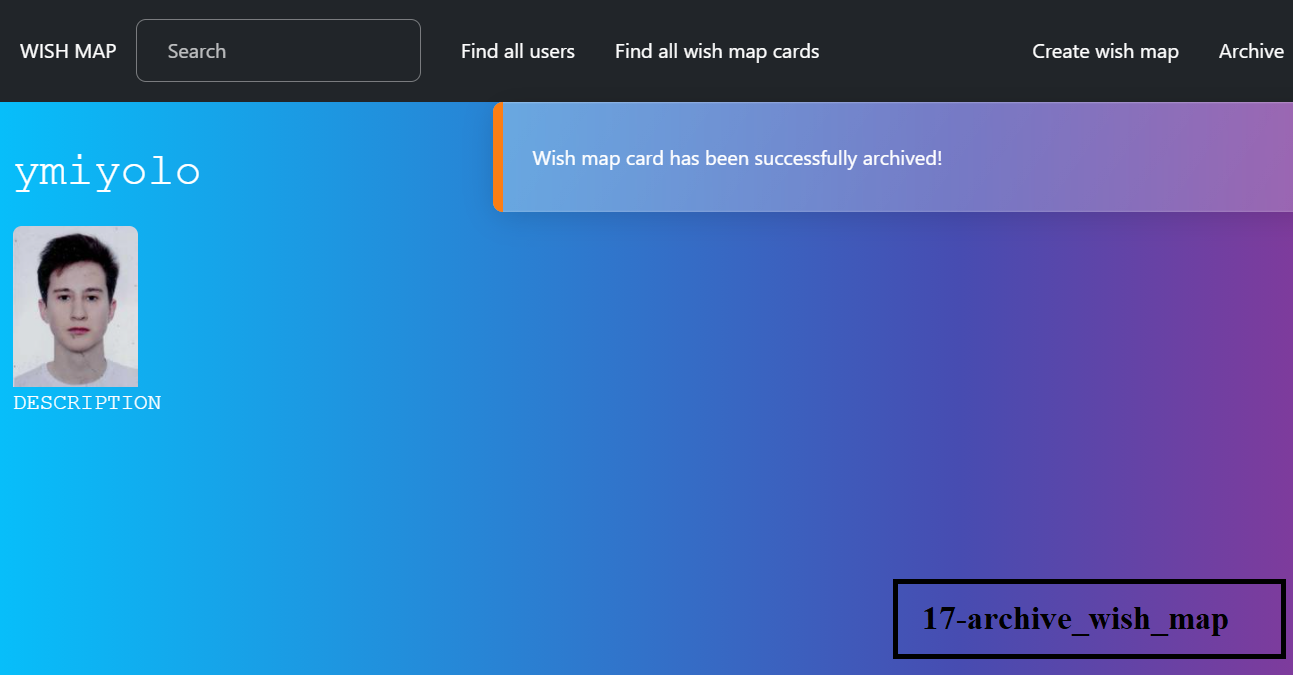 WISH MAP Search Find all users Find all wish map cards Create wish map Archive
Wish map card has been successfully archived!
ymiyolo
DESCRIPTION
17-archive_wish_map